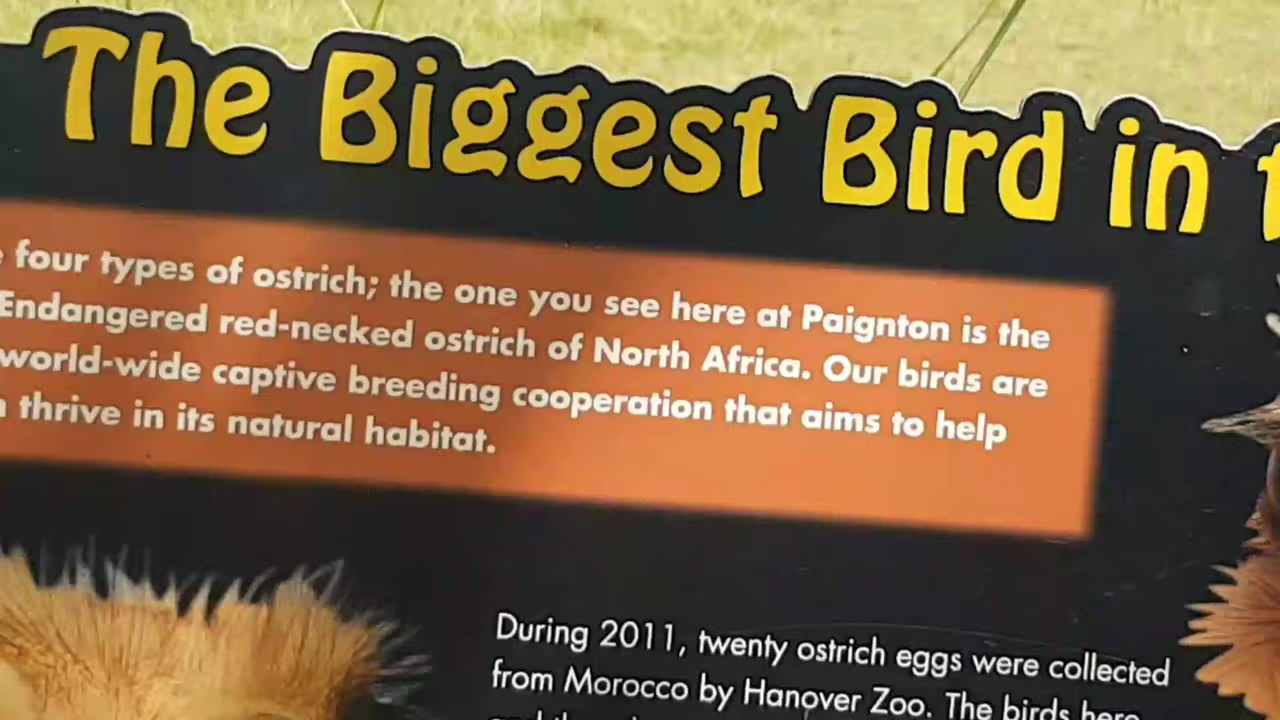 The Biggest Bird in
four types of ostrich; the one you see here at Paignton is the
Endangered red-necked ostrich of North Africa. Our birds are
world-wide captive breeding cooperation that aims to help
thrive in its natural habitat.
During 2011, twenty ostrich eggs were collected
from Morocco by Hanover Zoo. The birds here